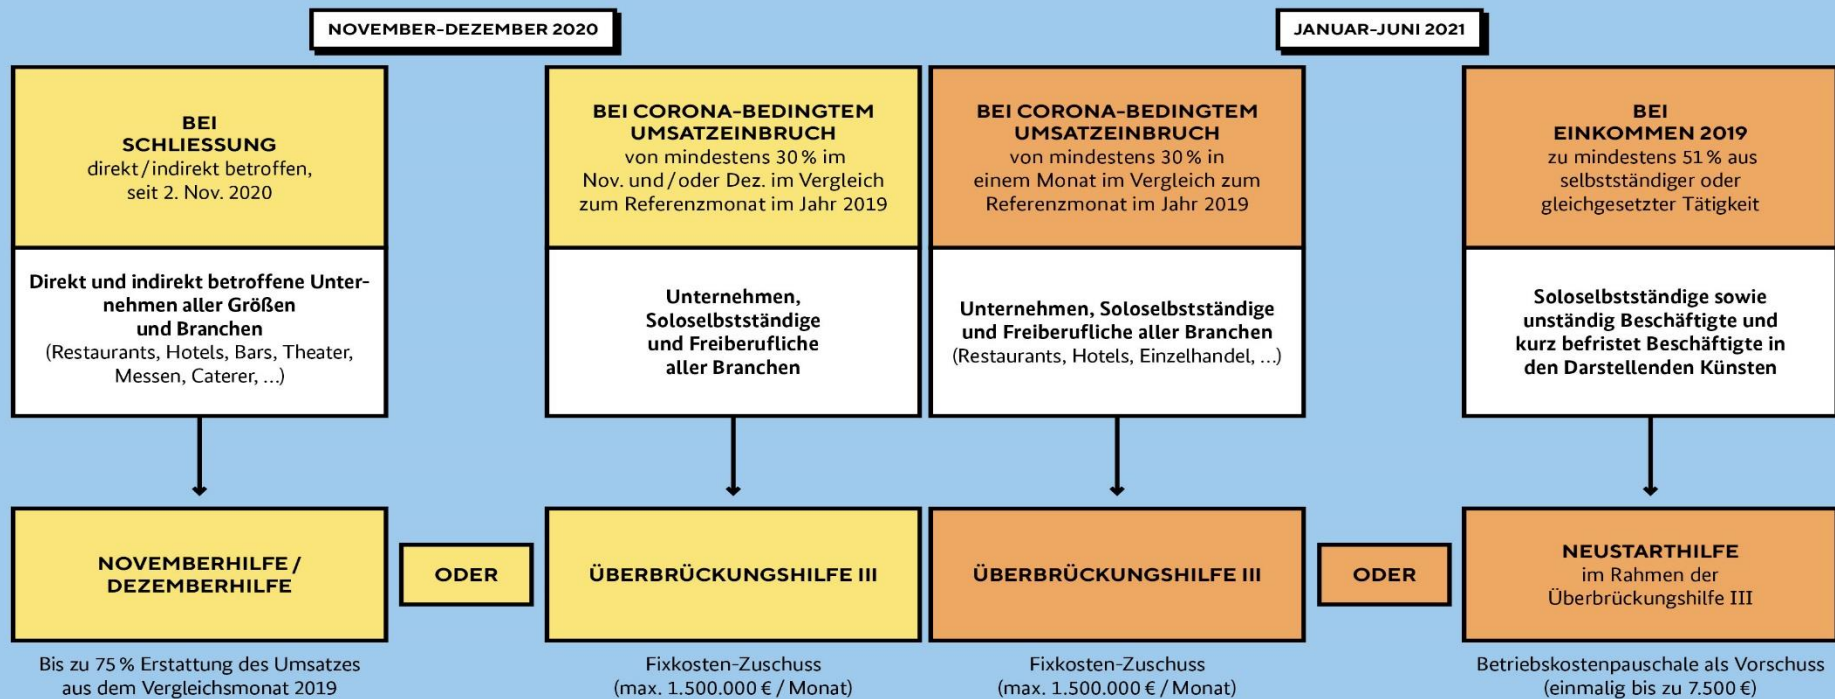 NOVEMBER-DEZEMBER 2020
BEI
SCHLIESSUNG
direkt/indirekt betroffen,
seit 2. Nov. 2020
Direkt und indirekt betroffene Unter-
nehmen aller Größen
und Branchen
(Restaurants, Hotels, Bars, Theater,
Messen, Caterer, ...)
NOVEMBERHILFE /
DEZEMBERHILFE
Bis zu 75 % Erstattung des Umsatzes
aus dem Vergleichsmonat 2019
ODER
BEI CORONA-BEDINGTEM
UMSATZEINBRUCH
von mindestens 30 % im
Nov. und/oder Dez. im Vergleich
zum Referenzmonat im Jahr 2019
Unternehmen,
Soloselbstständige
und Freiberufliche
aller Branchen
ÜBERBRÜCKUNGSHILFE III
Fixkosten-Zuschuss
(max. 1.500.000 € / Monat)
JANUAR-JUNI 2021
BEI CORONA-BEDINGTEM
UMSATZEINBRUCH
von mindestens 30 % in
einem Monat im Vergleich zum
Referenzmonat im Jahr 2019
Unternehmen, Soloselbstständige
und Freiberufliche aller Branchen
(Restaurants, Hotels, Einzelhandel, ...)
ÜBERBRÜCKUNGSHILFE III
Fixkosten-Zuschuss
(max. 1.500.000 € / Monat)
ODER
BEI
EINKOMMEN 2019
zu mindestens 51 % aus
selbstständiger oder
gleichgesetzter Tätigkeit
Soloselbstständige sowie
unständig Beschäftigte und
kurz befristet Beschäftigte in
den Darstellenden Künsten
NEUSTARTHILFE
im Rahmen der
Überbrückungshilfe III
Betriebskostenpauschale als Vorschuss
(einmalig bis zu 7.500 €)